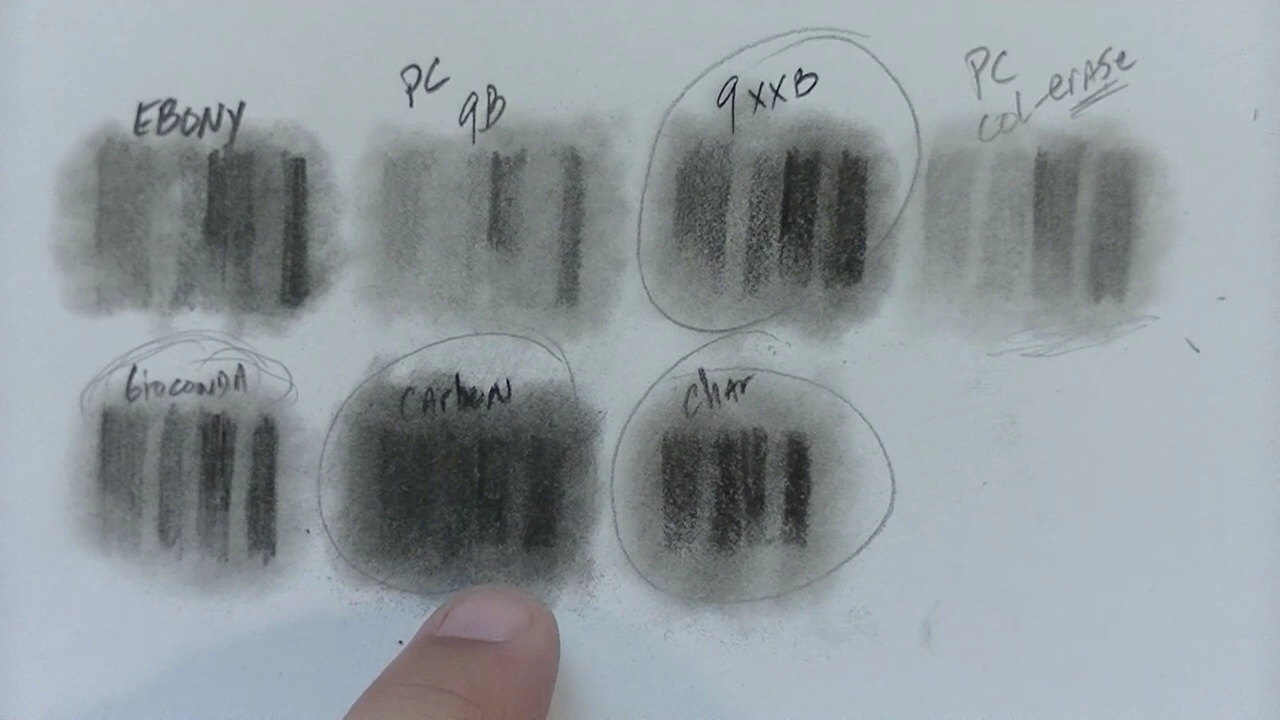 EBONY
PC
9B
9XXB
PC
col-erAse
GiocONDA
CArboN
chAr